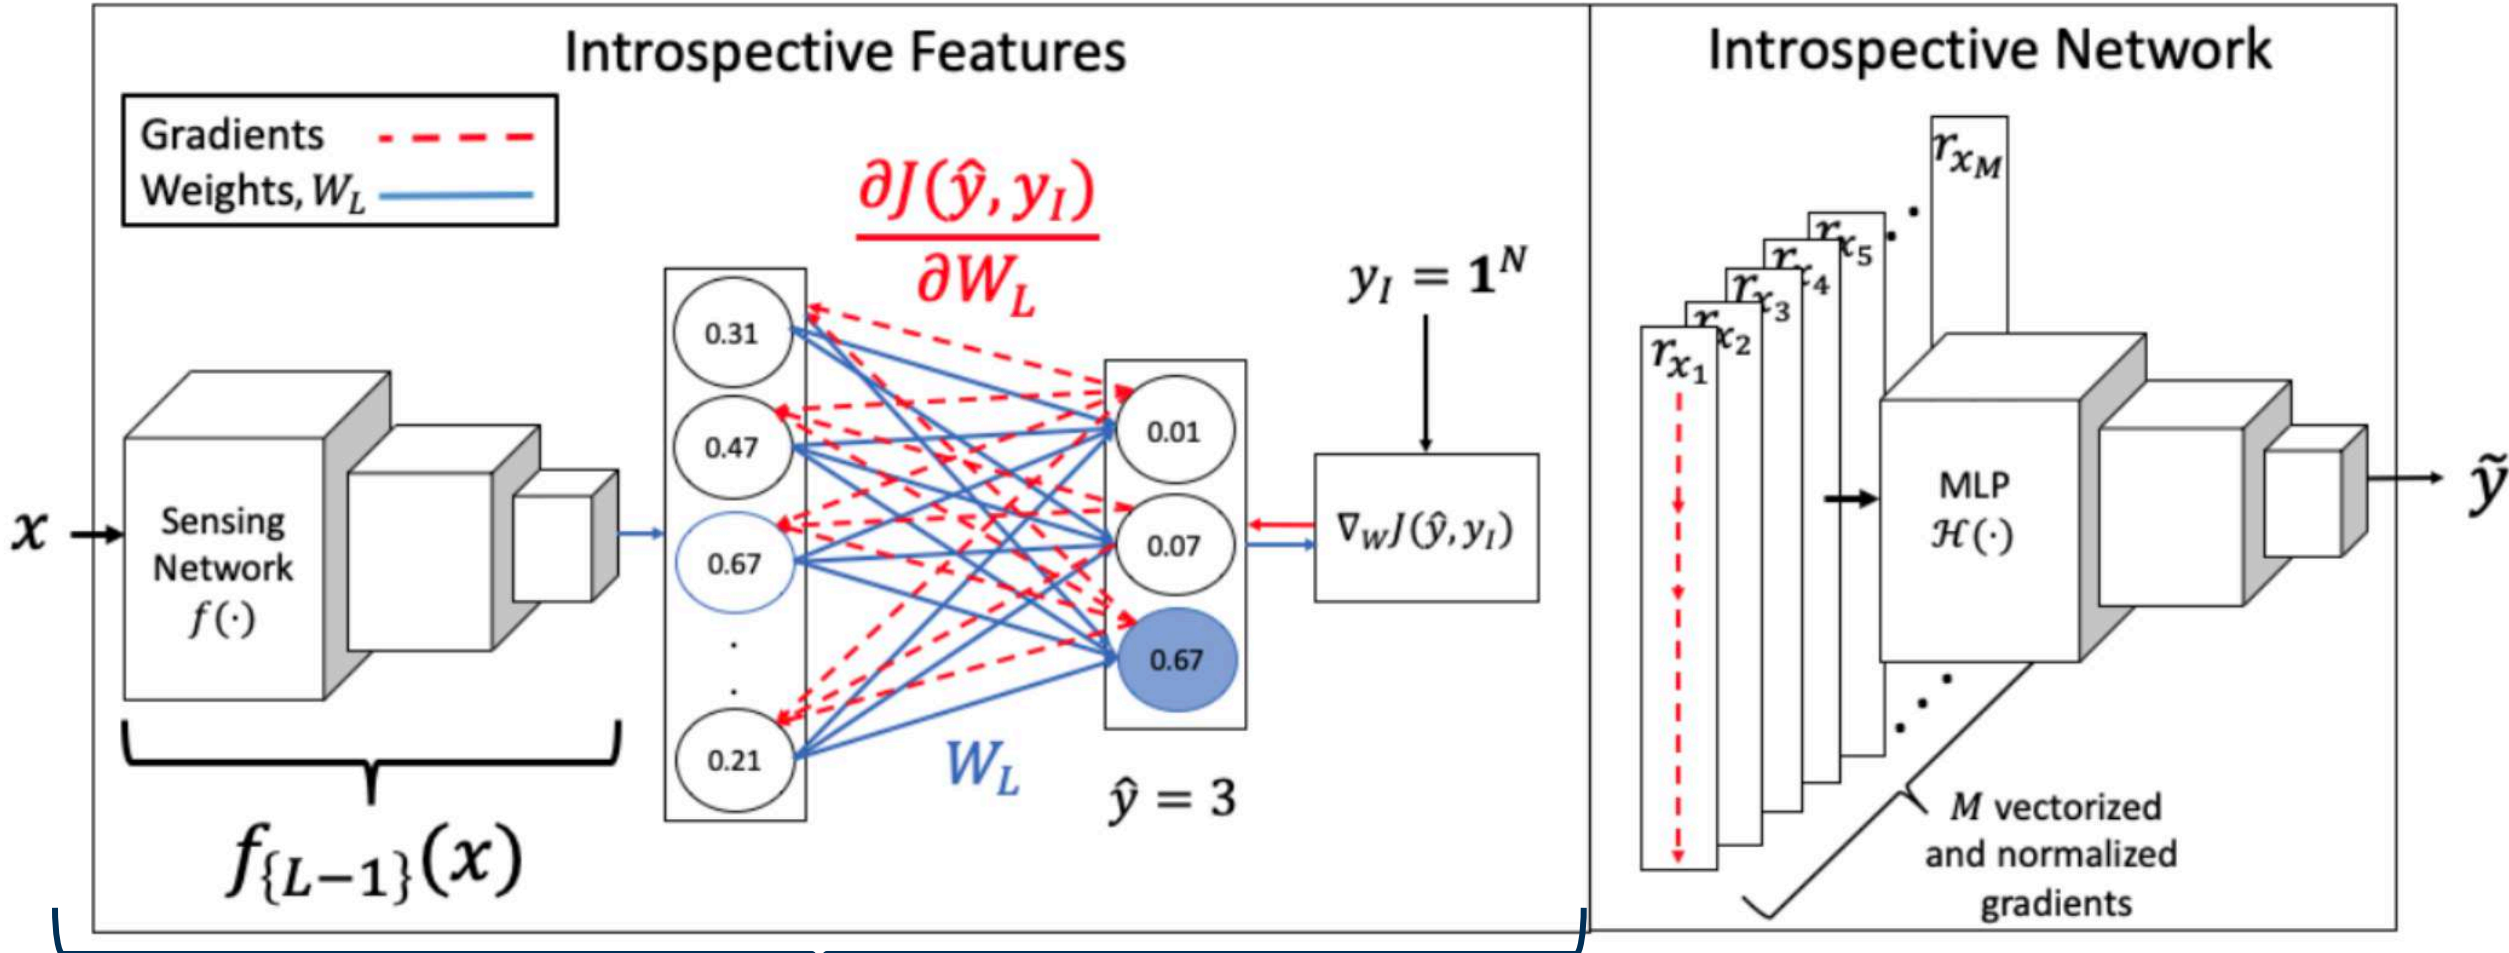 Introspective Features
Gradients
Weights, W_L
∂J(ŷ, y_I)
∂W_L
y_I = 1^N
x
Sensing
Network
f(·)
0.31
0.47
0.67
.
.
0.21
0.01
0.07
0.67
∇_W J(ŷ, y_I)
W_L
ŷ = 3
f_{L−1}(x)
Introspective Network
r_{x_M}
r_{x_5}
r_{x_4}
r_{x_3}
r_{x_2}
r_{x_1}
MLP
ℋ(·)
ỹ
M vectorized
and normalized
gradients